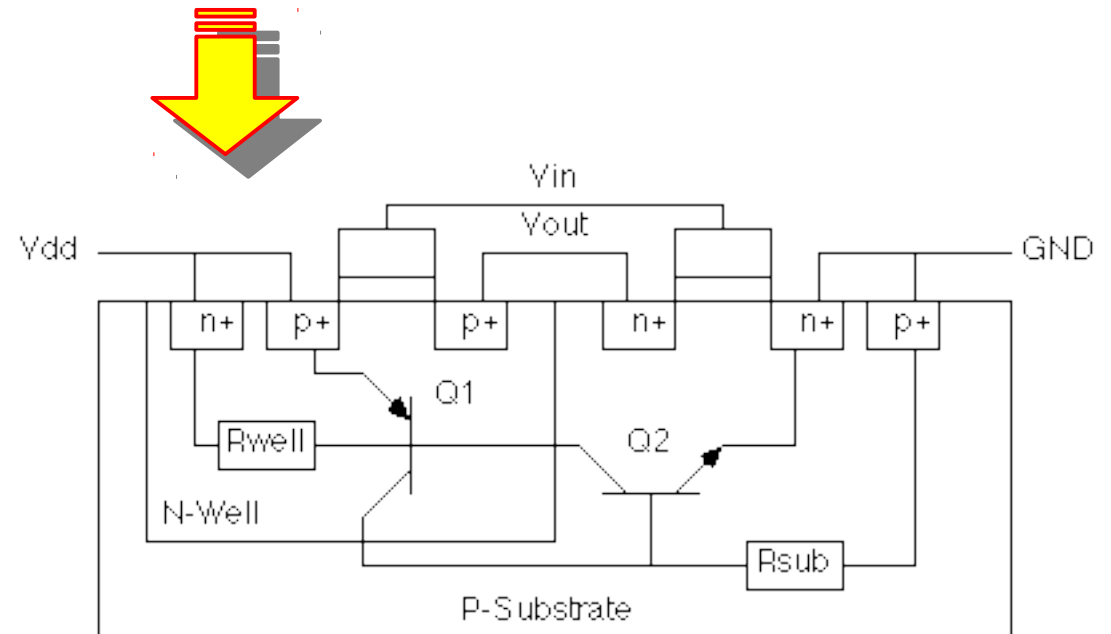 Vin
Vout
Vdd
GND
n+ p+ p+ n+ n+ p+
Q1
Rwell
Q2
N-Well
Rsub
P-Substrate